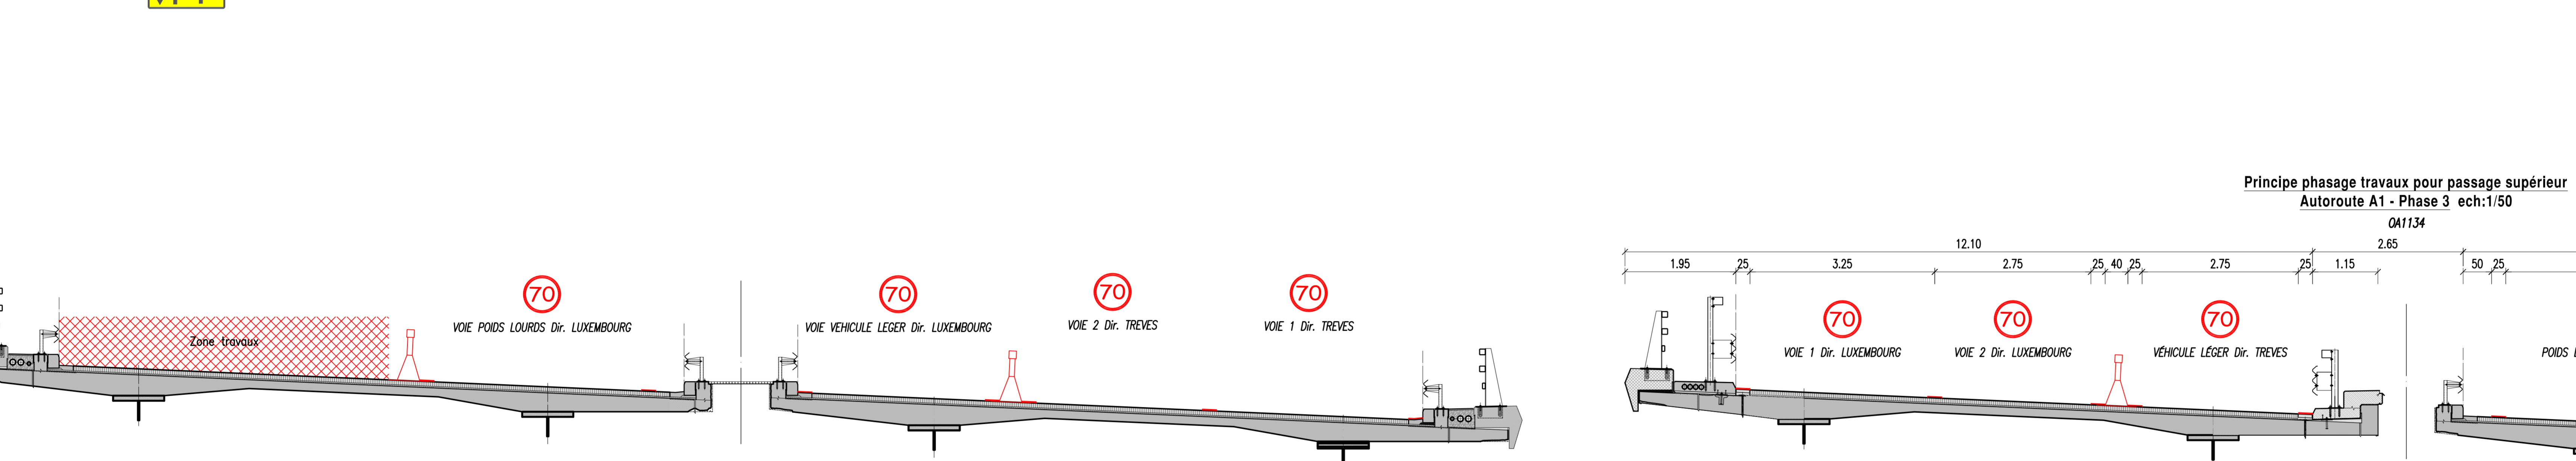 Zone travaux
70
VOIE POIDS LOURDS Dir. LUXEMBOURG
70
VOIE VEHICULE LEGER Dir. LUXEMBOURG
70
VOIE 2 Dir. TREVES
70
VOIE 1 Dir. TREVES
Principe phasage travaux pour passage supérieur
Autoroute A1 - Phase 3 ech:1/50
OA1134
12.10
2.65
1.95
25
3.25
2.75
25
40
25
2.75
25
1.15
50
25
70
VOIE 1 Dir. LUXEMBOURG
70
VOIE 2 Dir. LUXEMBOURG
70
VÉHICULE LÉGER Dir. TREVES
POIDS